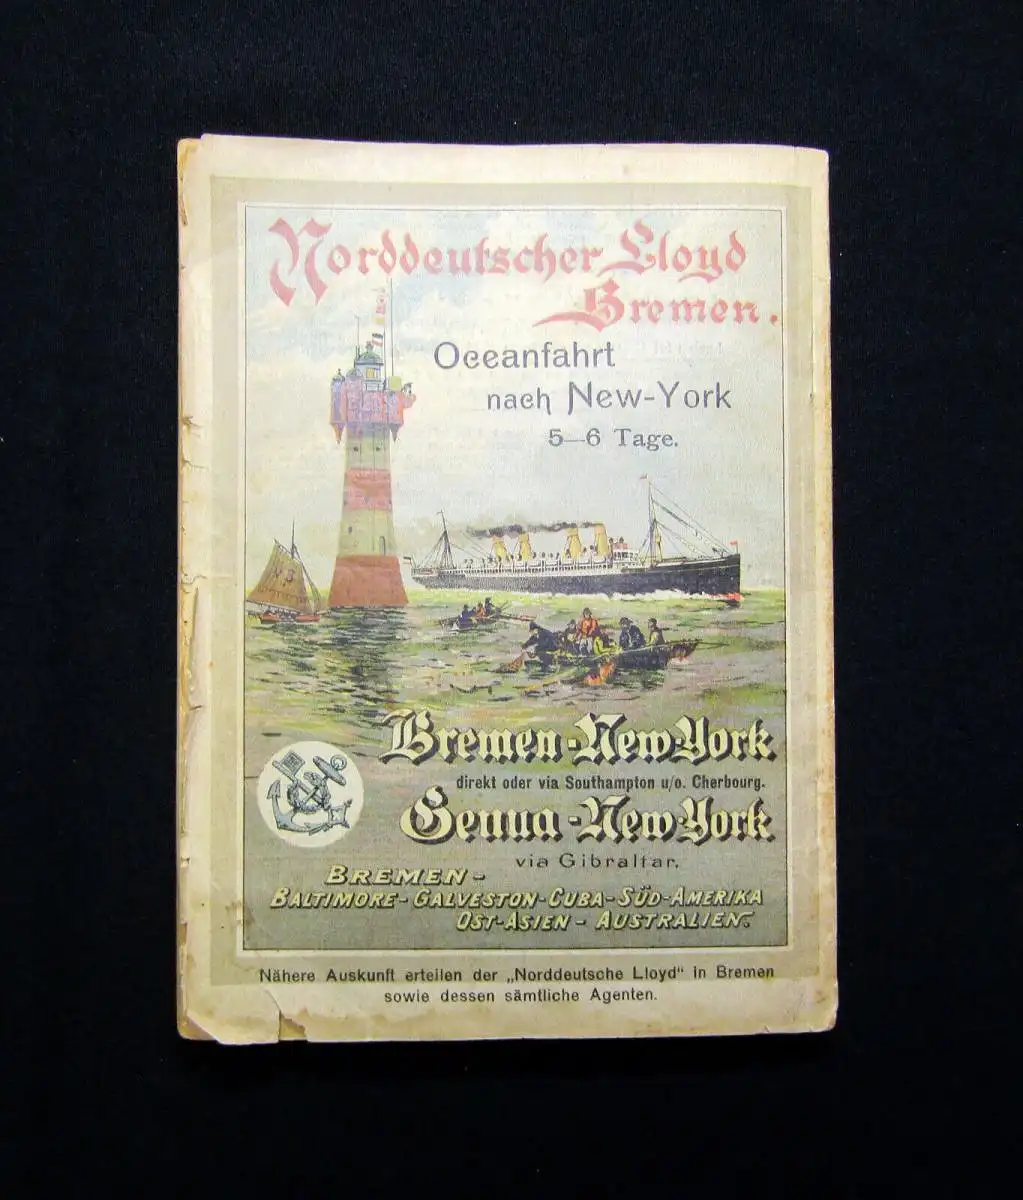 Norddeutscher Lloyd
Bremen.
Oceanfahrt
nach New-York
5–6 Tage.
Bremen-New-York
direkt oder via Southampton u/o. Cherbourg.
Genua-New-York
via Gibraltar.
BREMEN-
BALTIMORE-GALVESTON-CUBA-SÜD-AMERIKA
OST-ASIEN-AUSTRALIEN.
Nähere Auskunft erteilen der „Norddeutsche Lloyd" in Bremen
sowie dessen sämtliche Agenten.